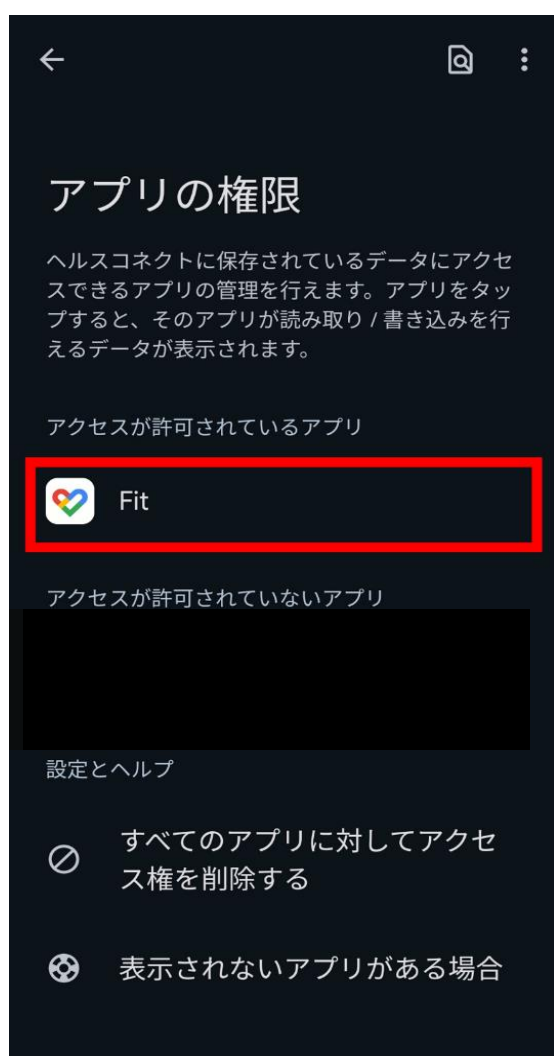 アプリの権限
ヘルスコネクトに保存されているデータにアクセ
スできるアプリの管理を行えます。アプリをタッ
プすると、そのアプリが読み取り / 書き込みを行
えるデータが表示されます。
アクセスが許可されているアプリ
Fit
アクセスが許可されていないアプリ
設定とヘルプ
すべてのアプリに対してアクセ
ス権を削除する
表示されないアプリがある場合